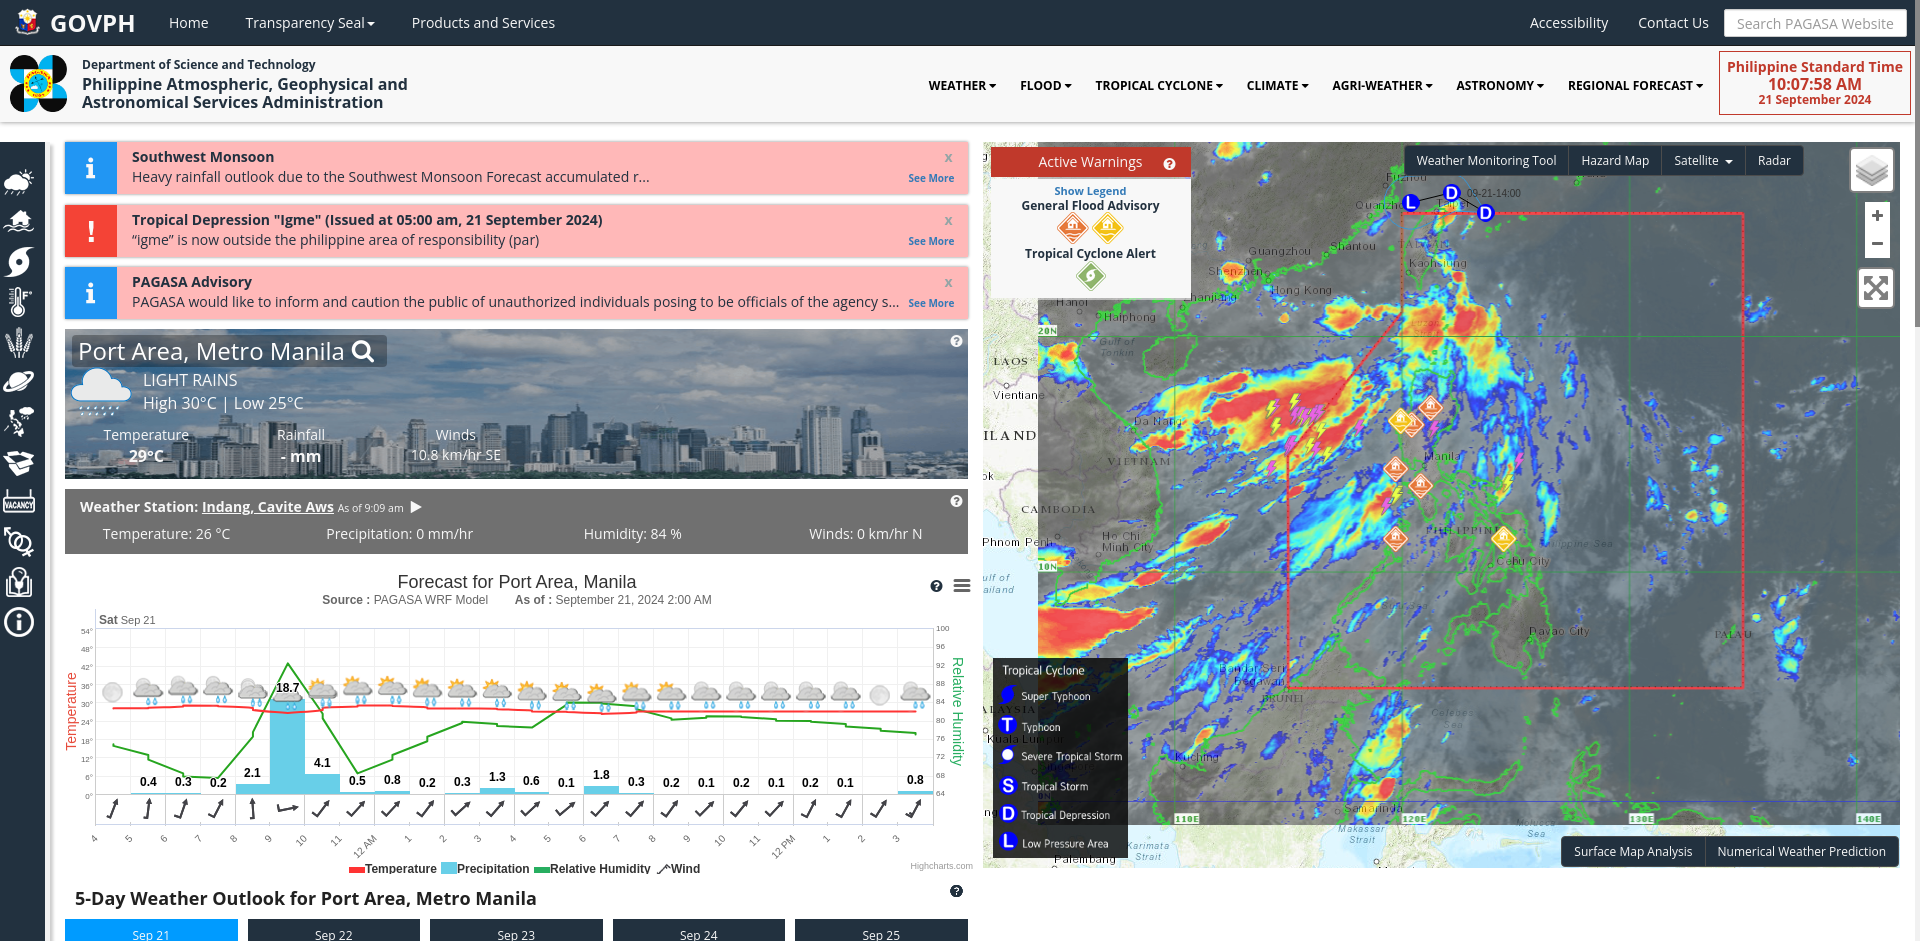 GOVPH
Home
Transparency Seal
Products and Services
Accessibility
Contact Us
Search PAGASA Website
Department of Science and Technology
Philippine Atmospheric, Geophysical and
Astronomical Services Administration
WEATHER
FLOOD
TROPICAL CYCLONE
CLIMATE
AGRI-WEATHER
ASTRONOMY
REGIONAL FORECAST
Philippine Standard Time
10:07:58 AM
21 September 2024
Southwest Monsoon
x
Heavy rainfall outlook due to the Southwest Monsoon Forecast accumulated r...
See More
Tropical Depression "Igme" (Issued at 05:00 am, 21 September 2024)
x
“igme” is now outside the philippine area of responsibility (par)
See More
PAGASA Advisory
x
PAGASA would like to inform and caution the public of unauthorized individuals posing to be officials of the agency s...
See More
Port Area, Metro Manila
LIGHT RAINS
High 30°C | Low 25°C
Temperature
Rainfall
Winds
29°C
- mm
10.8 km/hr SE
Weather Station: Indang, Cavite Aws As of 9:09 am
Temperature: 26 °C
Precipitation: 0 mm/hr
Humidity: 84 %
Winds: 0 km/hr N
VACANCY
Forecast for Port Area, Manila
Source : PAGASA WRF Model As of : September 21, 2024 2:00 AM
Sat Sep 21
Temperature
54°
48°
42°
36°
30°
24°
18°
12°
6°
0°
100
96
92
88
84
80
76
72
68
64
Relative Humidity
0.4
0.3
0.2
2.1
18.7
4.1
0.5
0.8
0.2
0.3
1.3
0.6
0.1
1.8
0.3
0.2
0.1
0.2
0.1
0.2
0.1
0.8
4
5
6
7
8
9
10
11
12 AM
1
2
3
4
5
6
7
8
9
10
11
12 PM
1
2
3
Temperature
Precipitation
Relative Humidity
Wind
Highcharts.com
5-Day Weather Outlook for Port Area, Metro Manila
Sep 21
Sep 22
Sep 23
Sep 24
Sep 25
Active Warnings
Show Legend
General Flood Advisory
Tropical Cyclone Alert
Weather Monitoring Tool
Hazard Map
Satellite
Radar
+
−
L
D
D
09-21-14:00
Guangzhou
Shantou
Shenzhen
Hong Kong
Kaohsiung
Zhanjiang
Hanoi
Haiphong
20N
Gulf of
Tonkin
LAOS
Vientiane
Da Nang
VIETNAM
CAMBODIA
Phnom Penh
Ho Chi
Minh City
10N
Manila
PHILIPPINES
Philippine Sea
Cebu City
Davao City
PALAU
BRUNEI
Kuching
Celebes
Sea
Samarinda
110E
120E
130E
140E
Makassar
Strait
Karimata
Strait
Palembang
Tropical Cyclone
Super Typhoon
T
Typhoon
Severe Tropical Storm
S
Tropical Storm
D
Tropical Depression
L
Low Pressure Area
Surface Map Analysis
Numerical Weather Prediction